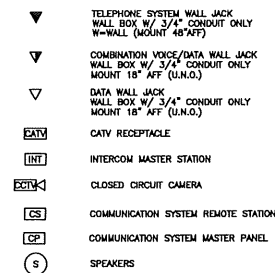 TELEPHONE SYSTEM WALL JACK
WALL BOX W/ 3/4" CONDUIT ONLY
W=WALL (MOUNT 48"AFF)
COMBINATION VOICE/DATA WALL JACK
WALL BOX W/ 3/4" CONDUIT ONLY
MOUNT 18" AFF (U.N.O.)
DATA WALL JACK
WALL BOX W/ 3/4" CONDUIT ONLY
MOUNT 18" AFF (U.N.O.)
CATV CATV RECEPTACLE
INT INTERCOM MASTER STATION
CCTV CLOSED CIRCUIT CAMERA
CS COMMUNICATION SYSTEM REMOTE STATION
CP COMMUNICATION SYSTEM MASTER PANEL
S SPEAKERS